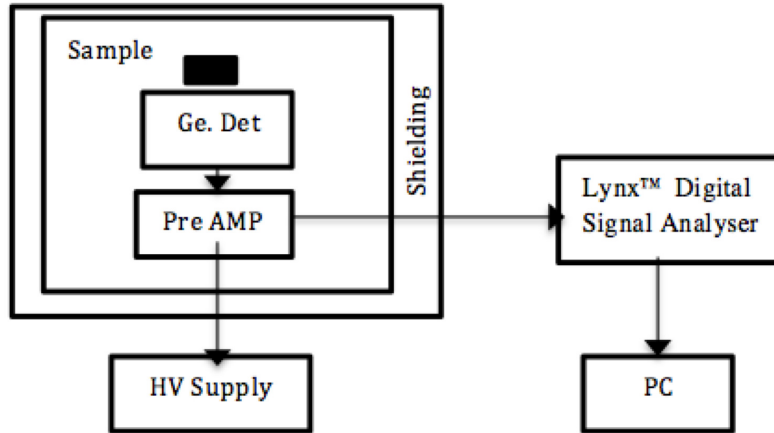 Sample
Ge. Det
Pre AMP
Shielding
Lynx™ Digital
Signal Analyser
HV Supply
PC